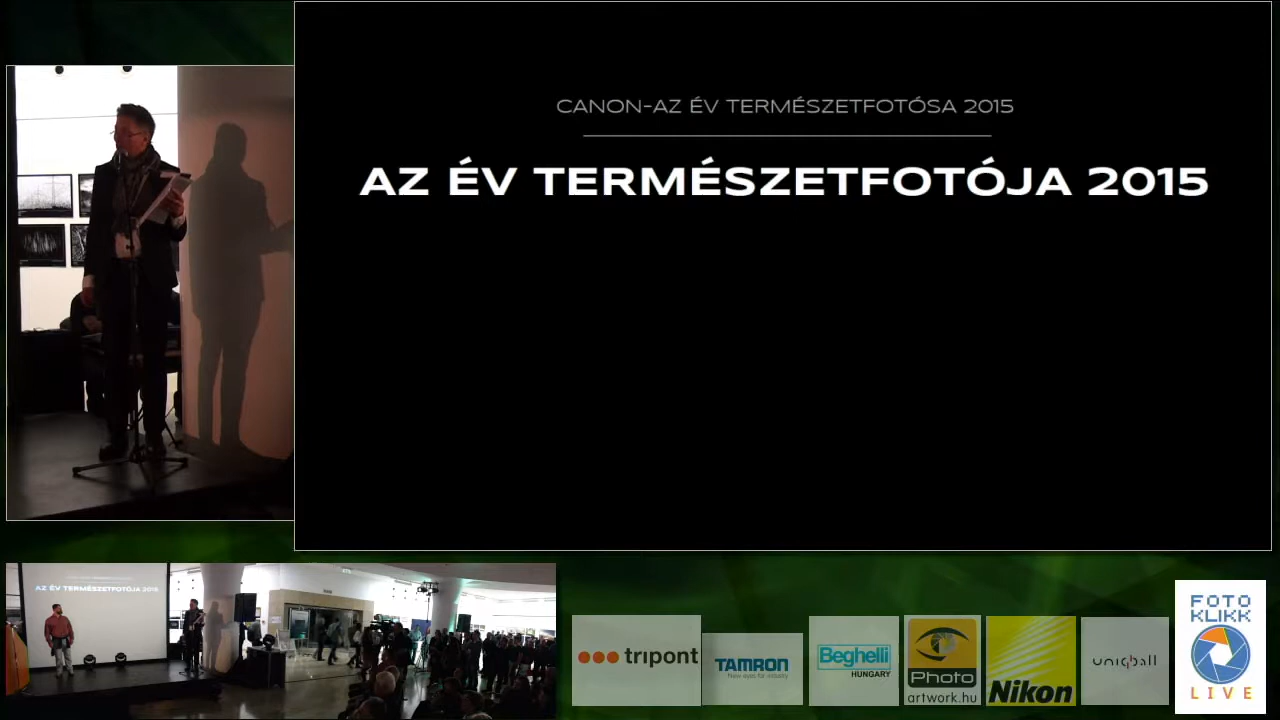 CANON-AZ ÉV TERMÉSZETFOTÓSA 2015
AZ ÉV TERMÉSZETFOTÓJA 2015
AZ ÉV TERMÉSZETFOTÓJA 2015
tripont
TAMRON
New eyes for industry
Beghelli
HUNGARY
Photo
artwork.hu
Nikon
uniqball
FOTO
KLIKK
LIVE